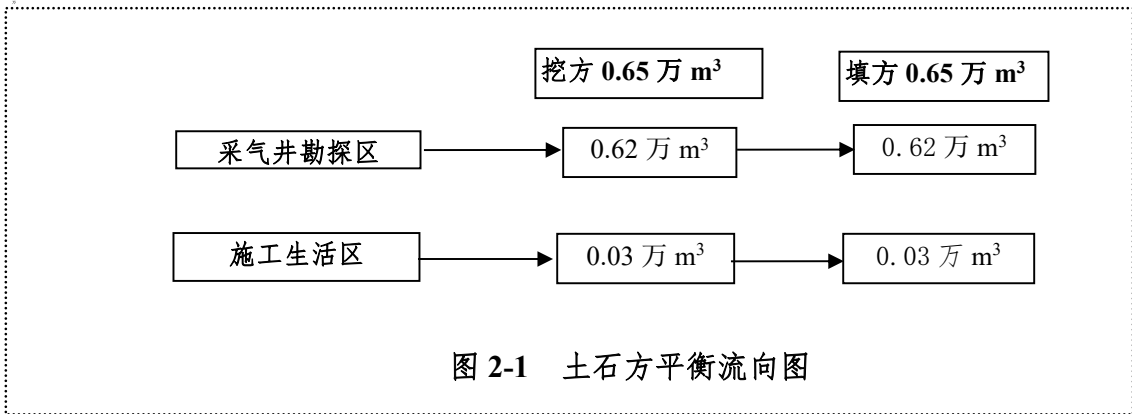 挖方 0.65 万 m³ 填方 0.65 万 m³
采气井勘探区 0.62 万 m³ 0.62 万 m³
施工生活区 0.03 万 m³ 0.03 万 m³
图 2-1 土石方平衡流向图